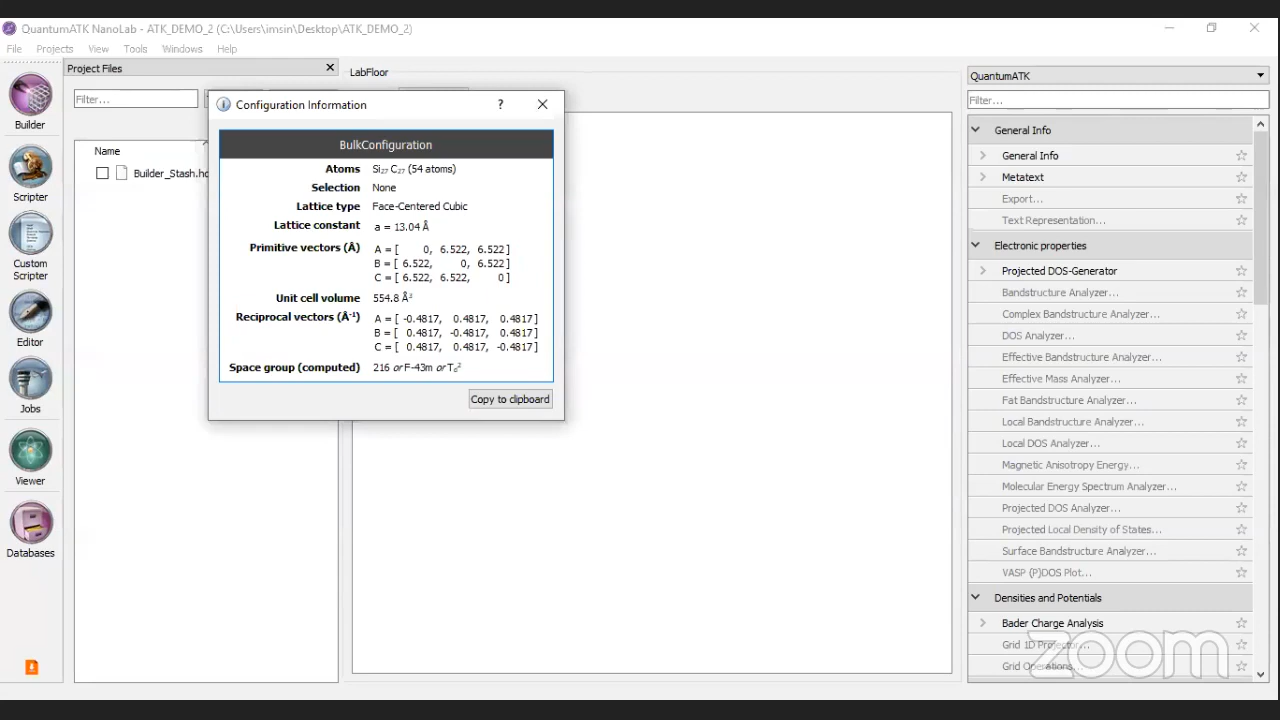 QuantumATK NanoLab - ATK_DEMO_2 (C:\Users\imsin\Desktop\ATK_DEMO_2)
File Projects View Tools Windows Help
Project Files
LabFloor
QuantumATK
Filter...
Filter...
Builder
Scripter
Custom Scripter
Editor
Jobs
Viewer
Databases
Name
Builder_Stash.hd
Configuration Information
BulkConfiguration
Atoms Si₂₇ C₂₇ (54 atoms)
Selection None
Lattice type Face-Centered Cubic
Lattice constant a = 13.04 Å
Primitive vectors (Å) A = [ 0, 6.522, 6.522 ]
B = [ 6.522, 0, 6.522 ]
C = [ 6.522, 6.522, 0 ]
Unit cell volume 554.8 Å³
Reciprocal vectors (Å⁻¹) A = [ -0.4817, 0.4817, 0.4817 ]
B = [ 0.4817, -0.4817, 0.4817 ]
C = [ 0.4817, 0.4817, -0.4817 ]
Space group (computed) 216 or F-43m or T_d²
Copy to clipboard
General Info
General Info
Metatext
Export...
Text Representation...
Electronic properties
Projected DOS-Generator
Bandstructure Analyzer...
Complex Bandstructure Analyzer...
DOS Analyzer...
Effective Bandstructure Analyzer...
Effective Mass Analyzer...
Fat Bandstructure Analyzer...
Local Bandstructure Analyzer...
Local DOS Analyzer...
Magnetic Anisotropy Energy...
Molecular Energy Spectrum Analyzer...
Projected DOS Analyzer...
Projected Local Density of States...
Surface Bandstructure Analyzer...
VASP (P)DOS Plot...
Densities and Potentials
Bader Charge Analysis
Grid 1D Projector...
Grid Operations...
zoom